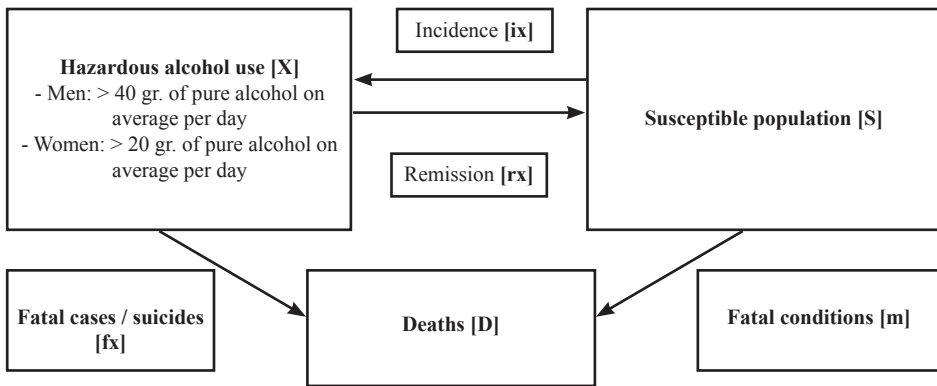 Incidence [ix]
Hazardous alcohol use [X]
- Men: > 40 gr. of pure alcohol on
average per day
- Women: > 20 gr. of pure alcohol on
average per day
Susceptible population [S]
Remission [rx]
Fatal cases / suicides
[fx]
Deaths [D]
Fatal conditions [m]